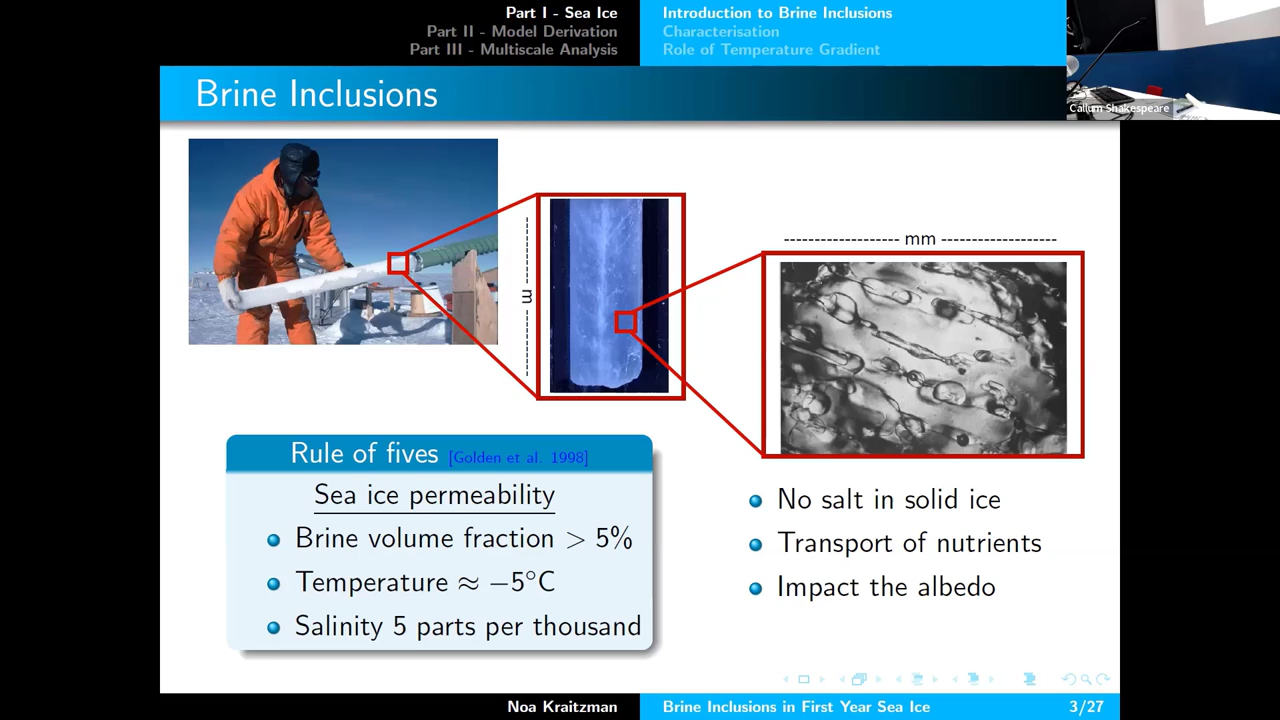 Part I - Sea Ice
Part II - Model Derivation
Part III - Multiscale Analysis
Introduction to Brine Inclusions
Characterisation
Role of Temperature Gradient
Callum Shakespeare
Brine Inclusions
m
mm
Rule of fives [Golden et al. 1998]
Sea ice permeability
Brine volume fraction > 5%
Temperature ≈ −5°C
Salinity 5 parts per thousand
No salt in solid ice
Transport of nutrients
Impact the albedo
Noa Kraitzman
Brine Inclusions in First Year Sea Ice
3/27